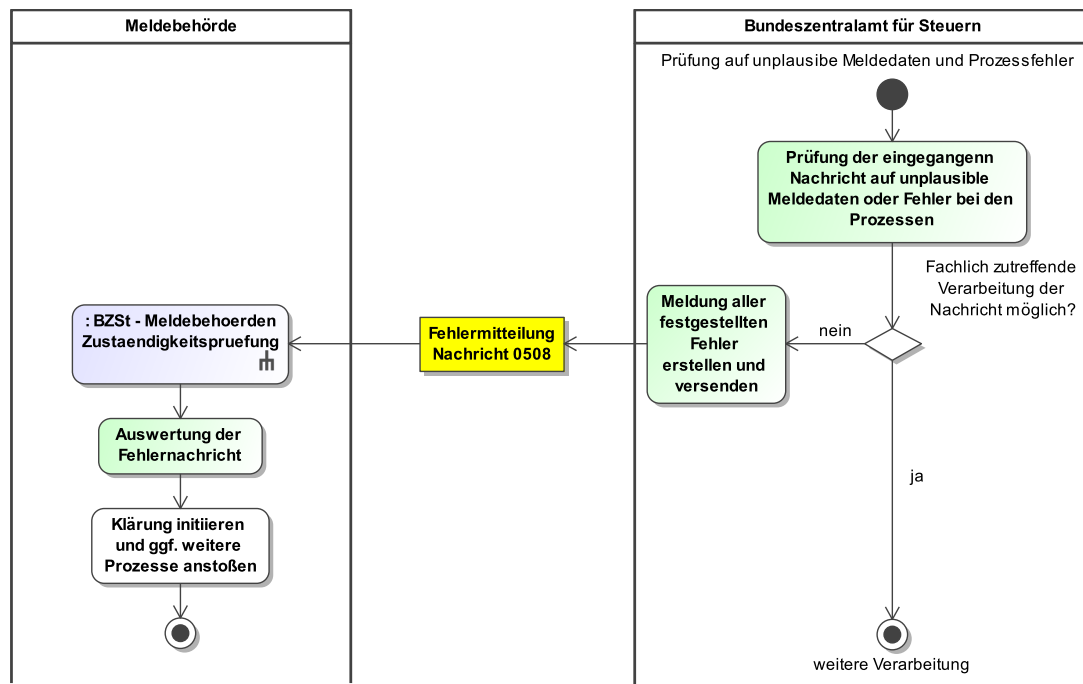 Meldebehörde
Bundeszentralamt für Steuern
Prüfung auf unplausibe Meldedaten und Prozessfehler
Prüfung der eingegangenn
Nachricht auf unplausible
Meldedaten oder Fehler bei den
Prozessen
Fachlich zutreffende
Verarbeitung der
Nachricht möglich?
nein
Meldung aller
festgestellten
Fehler
erstellen und
versenden
Fehlermitteilung
Nachricht 0508
: BZSt - Meldebehoerden
Zustaendigkeitspruefung
Auswertung der
Fehlernachricht
Klärung initiieren
und ggf. weitere
Prozesse anstoßen
ja
weitere Verarbeitung